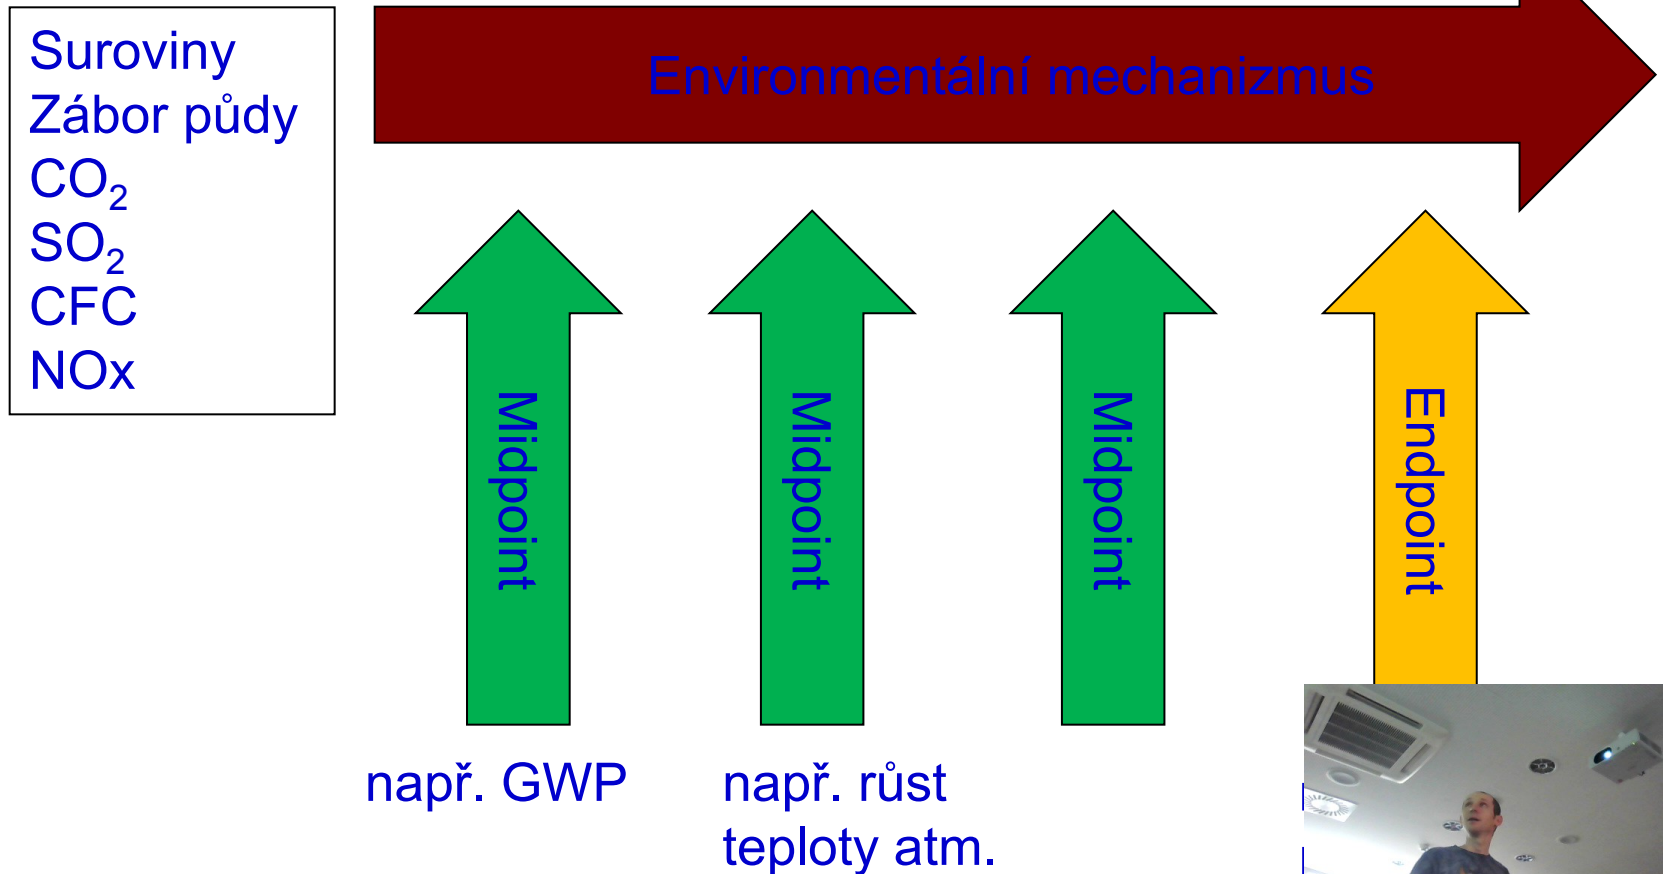 Suroviny
Zábor půdy
CO₂
SO₂
CFC
NOx
Environmentální mechanizmus
Midpoint
Midpoint
Midpoint
Endpoint
např. GWP
např. růst
teploty atm.